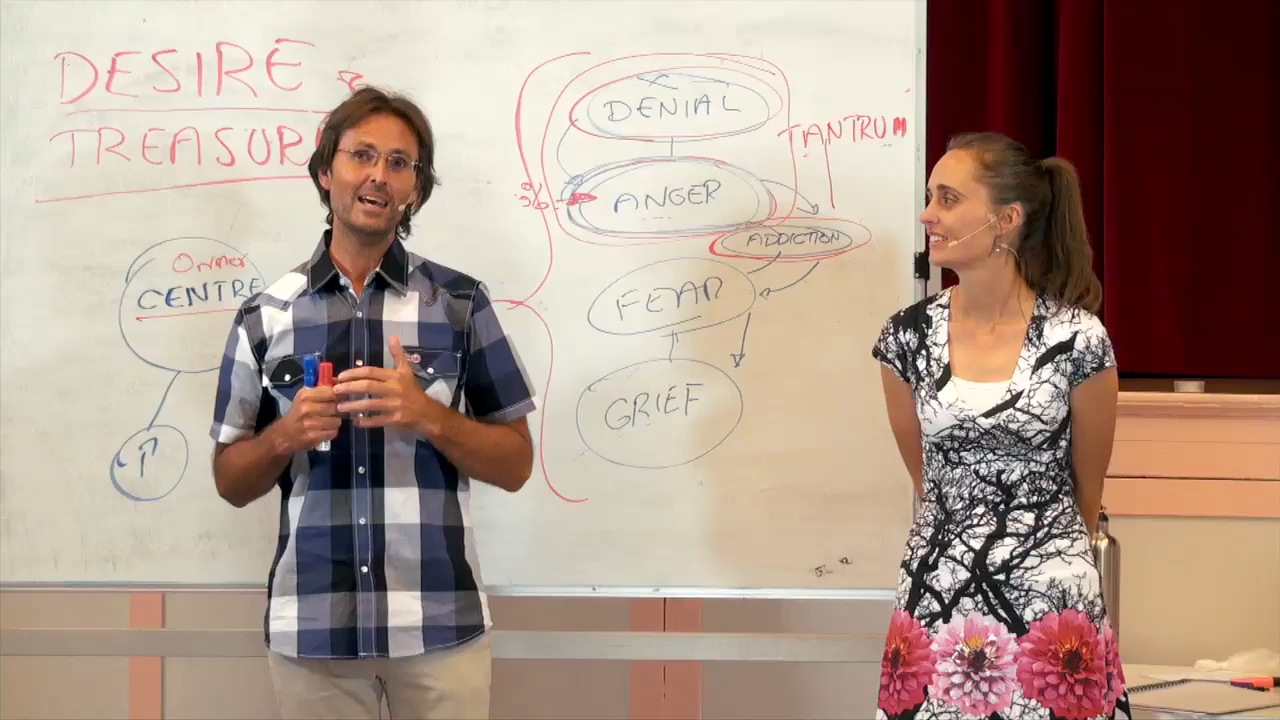 DESIRE
TREASUR
Owner
CENTRE
DENIAL
TANTRUM
ANGER
ADDICTION
FEAR
GRIEF